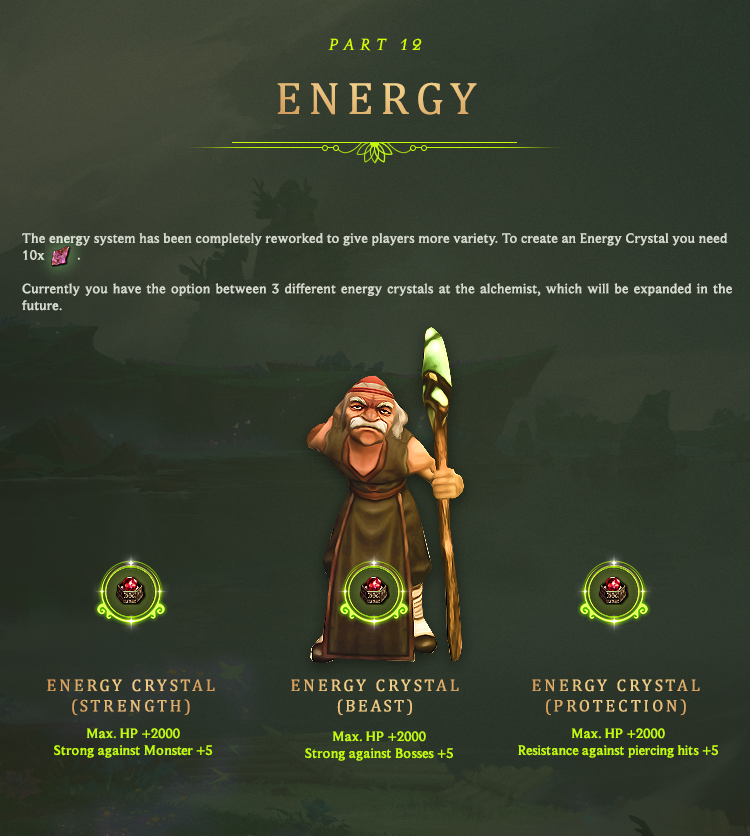 PART 12
ENERGY
The energy system has been completely reworked to give players more variety. To create an Energy Crystal you need
10x .
Currently you have the option between 3 different energy crystals at the alchemist, which will be expanded in the
future.
ENERGY CRYSTAL
(STRENGTH)
Max. HP +2000
Strong against Monster +5
ENERGY CRYSTAL
(BEAST)
Max. HP +2000
Strong against Bosses +5
ENERGY CRYSTAL
(PROTECTION)
Max. HP +2000
Resistance against piercing hits +5